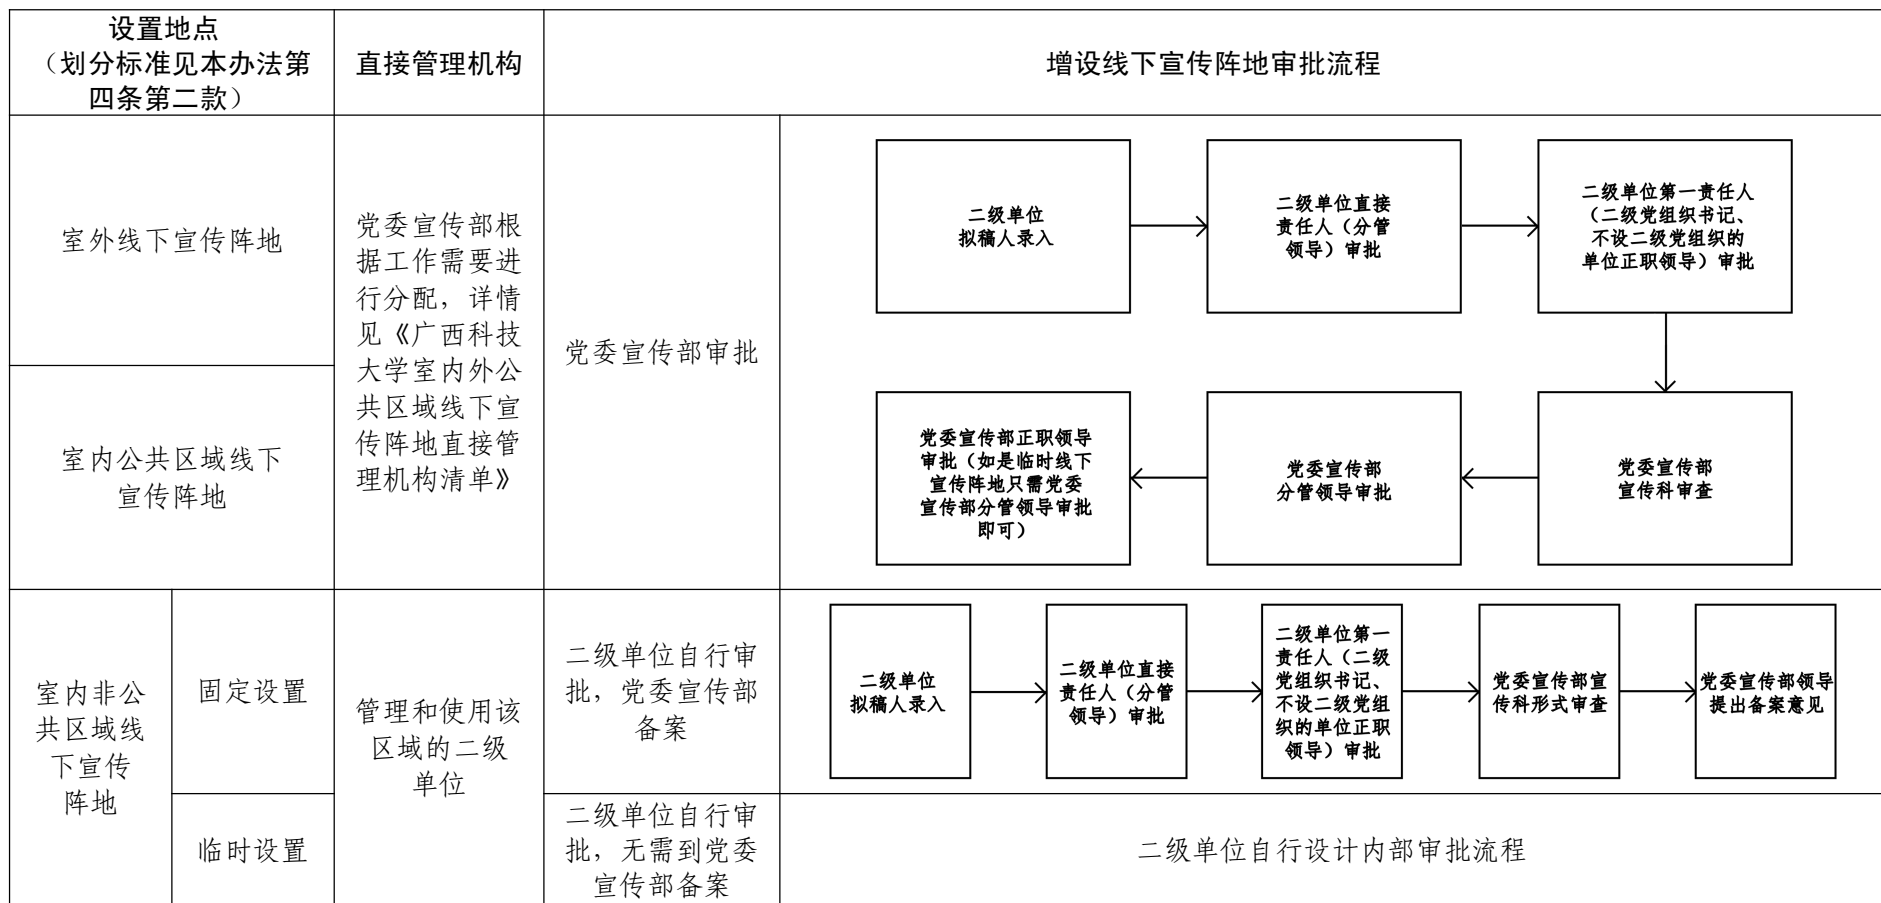 设置地点
（划分标准见本办法第
四条第二款）
直接管理机构
增设线下宣传阵地审批流程
室外线下宣传阵地
室内公共区域线下
宣传阵地
党委宣传部根
据工作需要进
行分配，详情
见《广西科技
大学室内外公
共区域线下宣
传阵地直接管
理机构清单》
党委宣传部审批
二级单位
拟稿人录入
二级单位直接
责任人（分管
领导）审批
二级单位第一责任人
（二级党组织书记、
不设二级党组织的
单位正职领导）审批
党委宣传部
宣传科审查
党委宣传部
分管领导审批
党委宣传部正职领导
审批（如是临时线下
宣传阵地只需党委
宣传部分管领导审批
即可）
室内非公
共区域线
下宣传
阵地
固定设置
管理和使用该
区域的二级
单位
二级单位自行审
批，党委宣传部
备案
二级单位
拟稿人录入
二级单位直接
责任人（分管
领导）审批
二级单位第一
责任人（二级
党组织书记、
不设二级党组
织的单位正职
领导）审批
党委宣传部宣
传科形式审查
党委宣传部领导
提出备案意见
临时设置
二级单位自行审
批，无需到党委
宣传部备案
二级单位自行设计内部审批流程